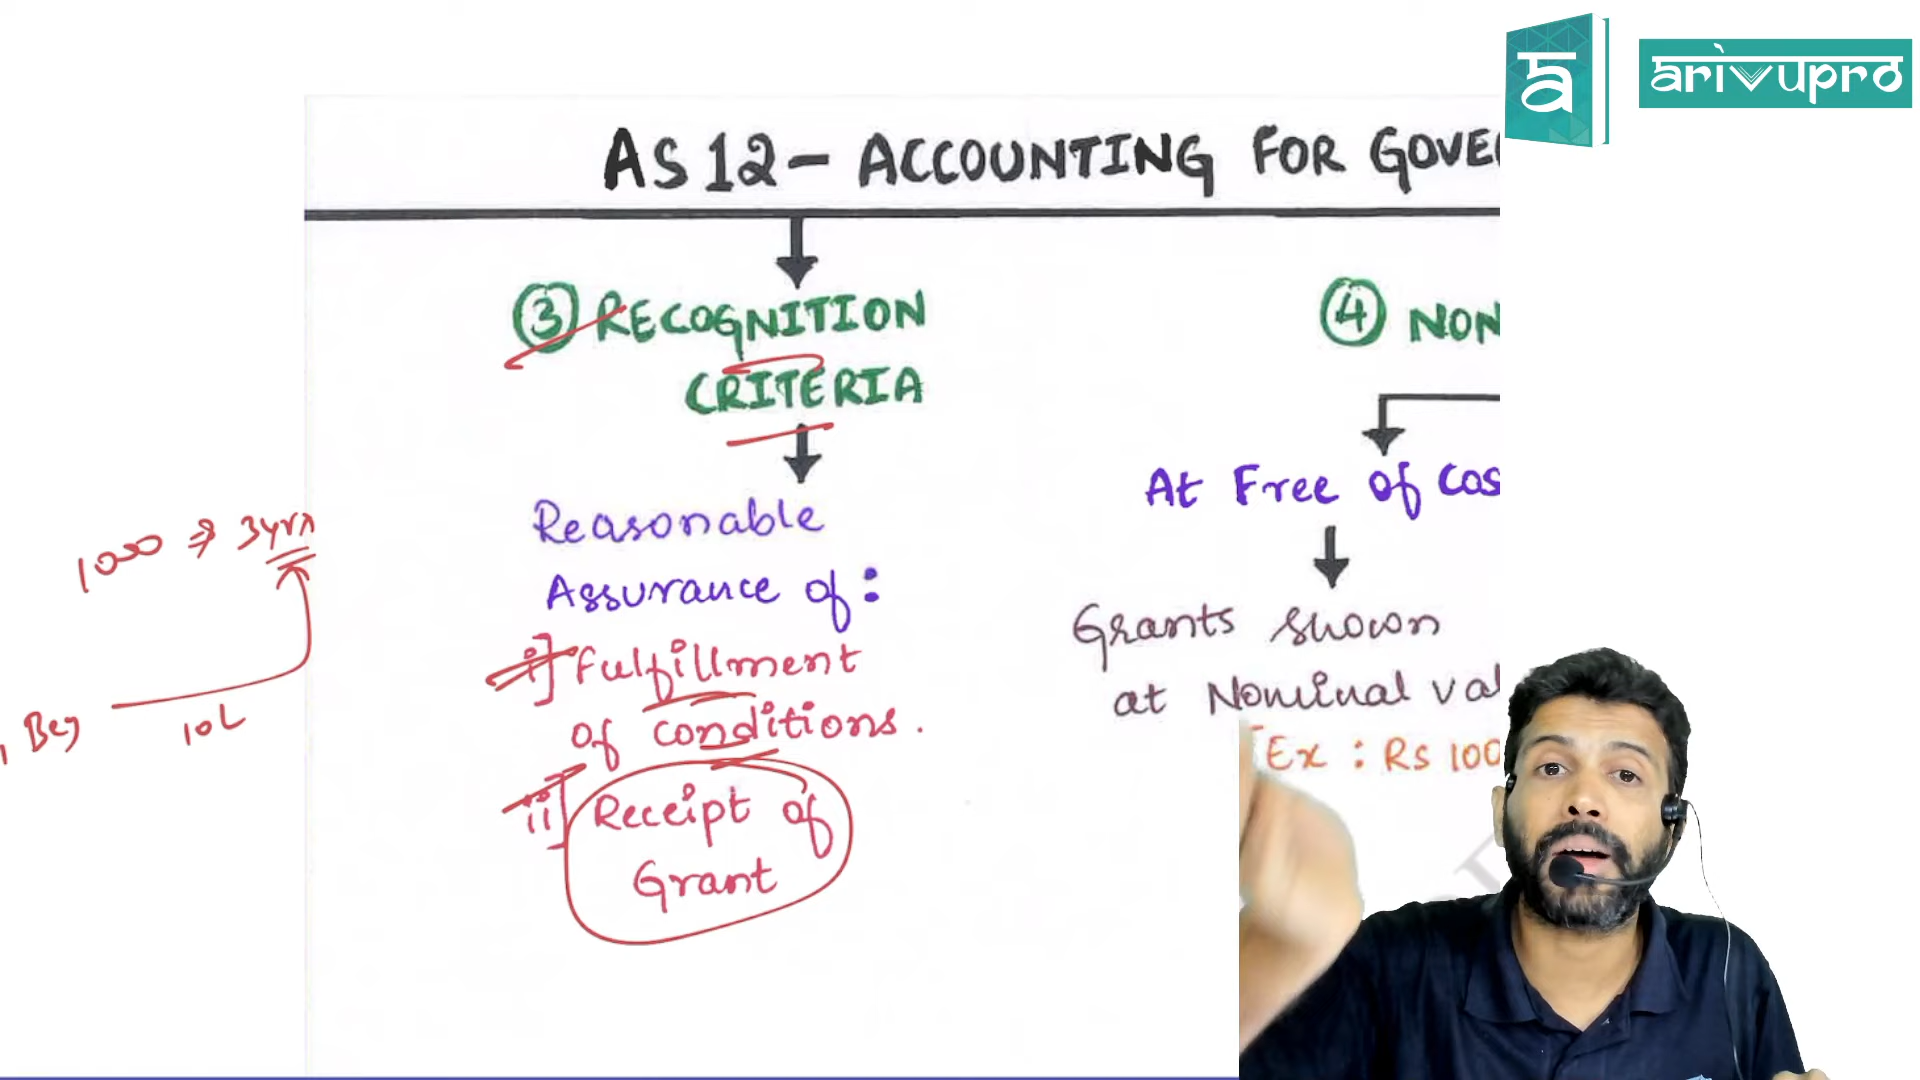 a
arivupro
AS 12 - ACCOUNTING FOR GOVE
③ RECOGNITION
CRITERIA
Reasonable
Assurance of :
i] Fulfillment
of conditions.
ii] Receipt of
Grant
④ NON
At Free of Cos
Grants shown
at Nominal val
Ex : Rs 100
1000 ⇒ 3yrs
Beg
10L